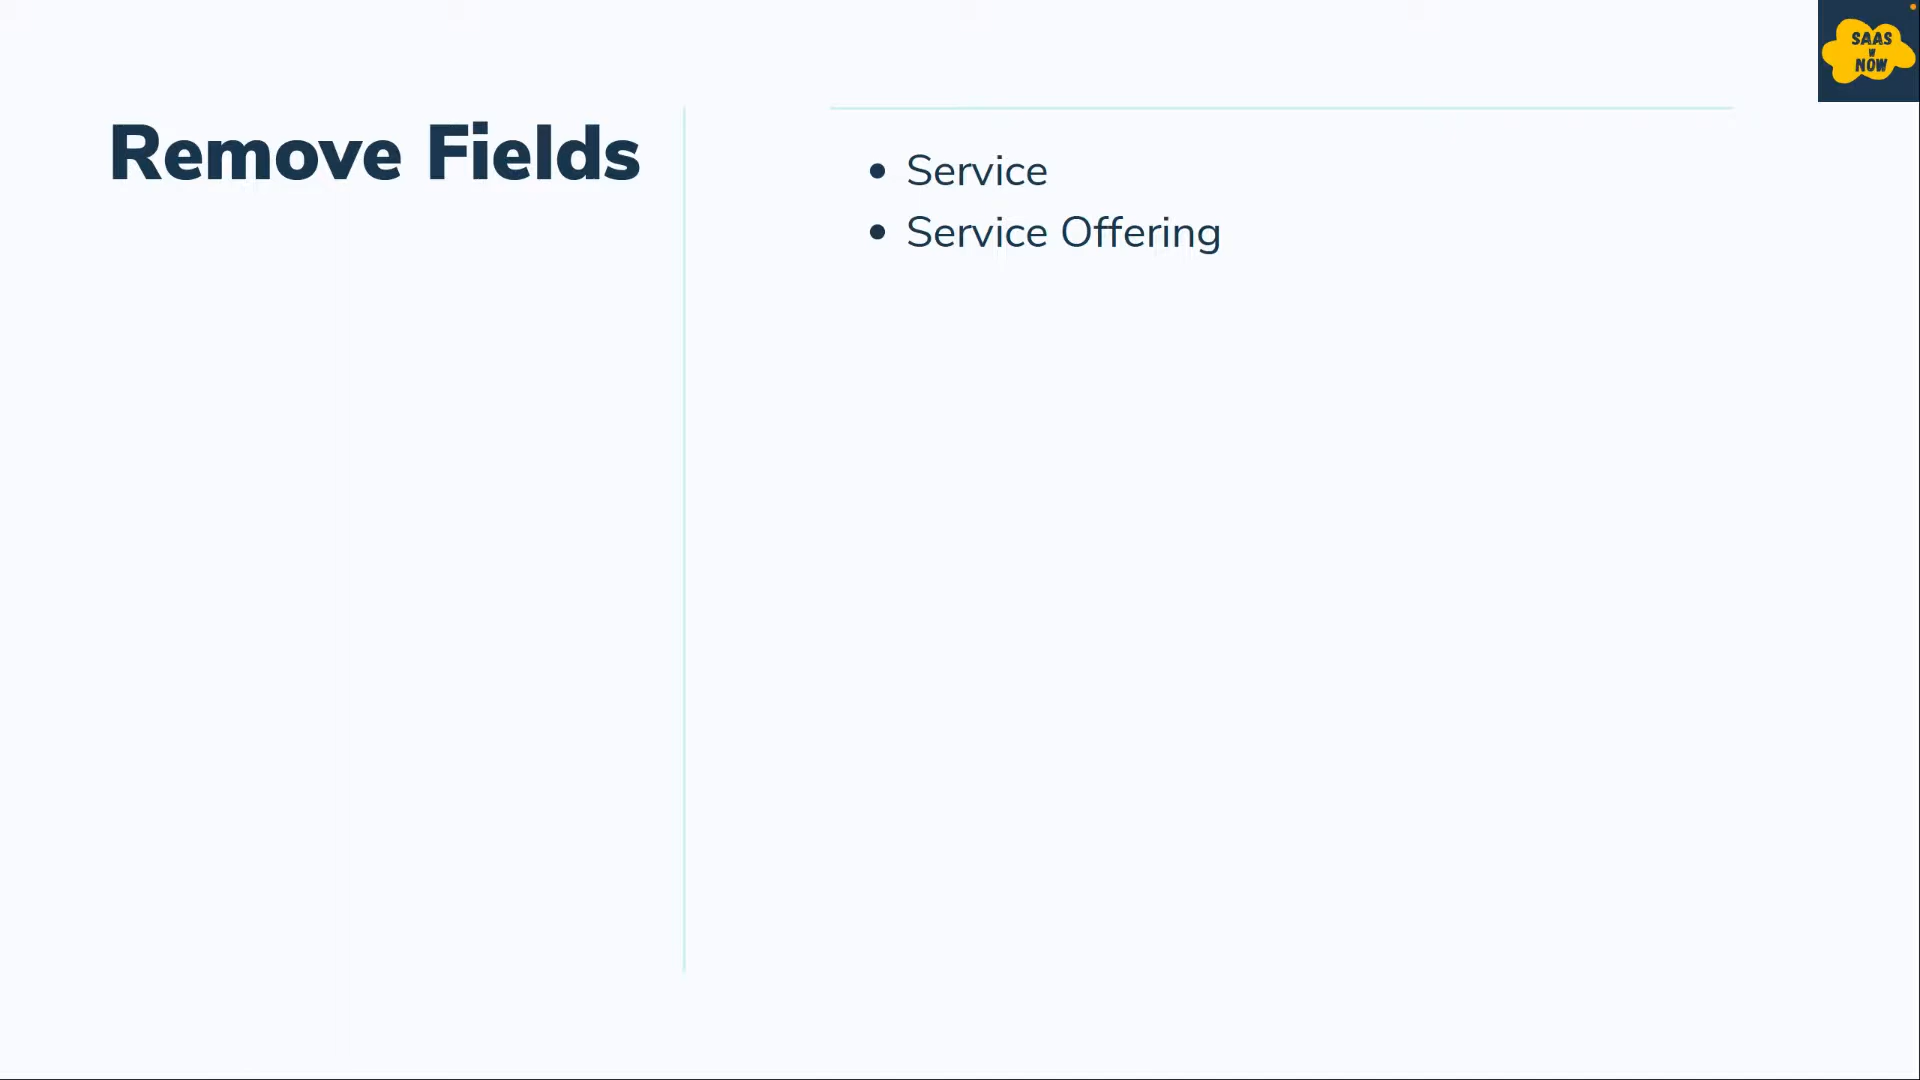 Remove Fields
Service
Service Offering
SAAS
W
NOW